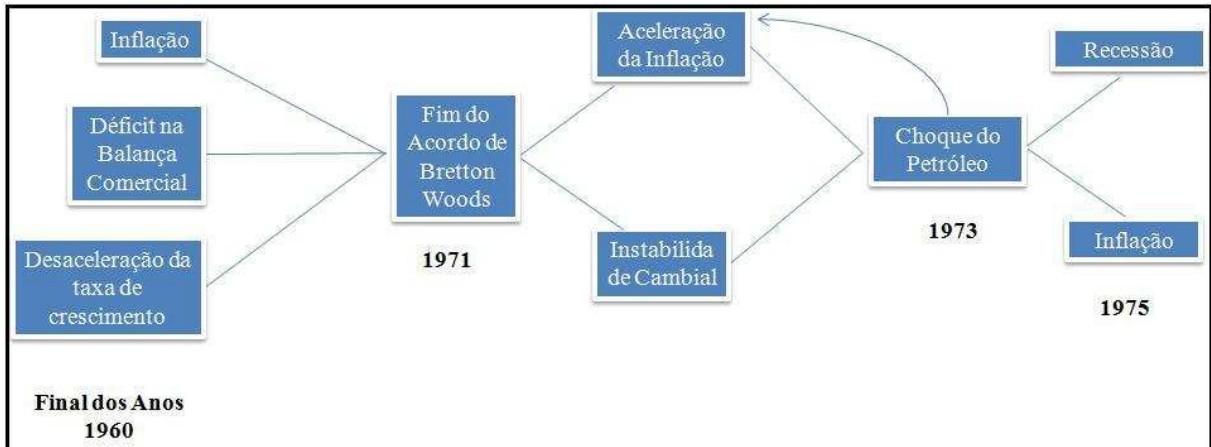 Inflação
Déficit na
Balança
Comercial
Desaceleração da
taxa de
crescimento
Final dos Anos
1960
Fim do
Acordo de
Bretton
Woods
1971
Aceleração
da Inflação
Instabilida
de Cambial
Choque do
Petróleo
1973
Recessão
Inflação
1975